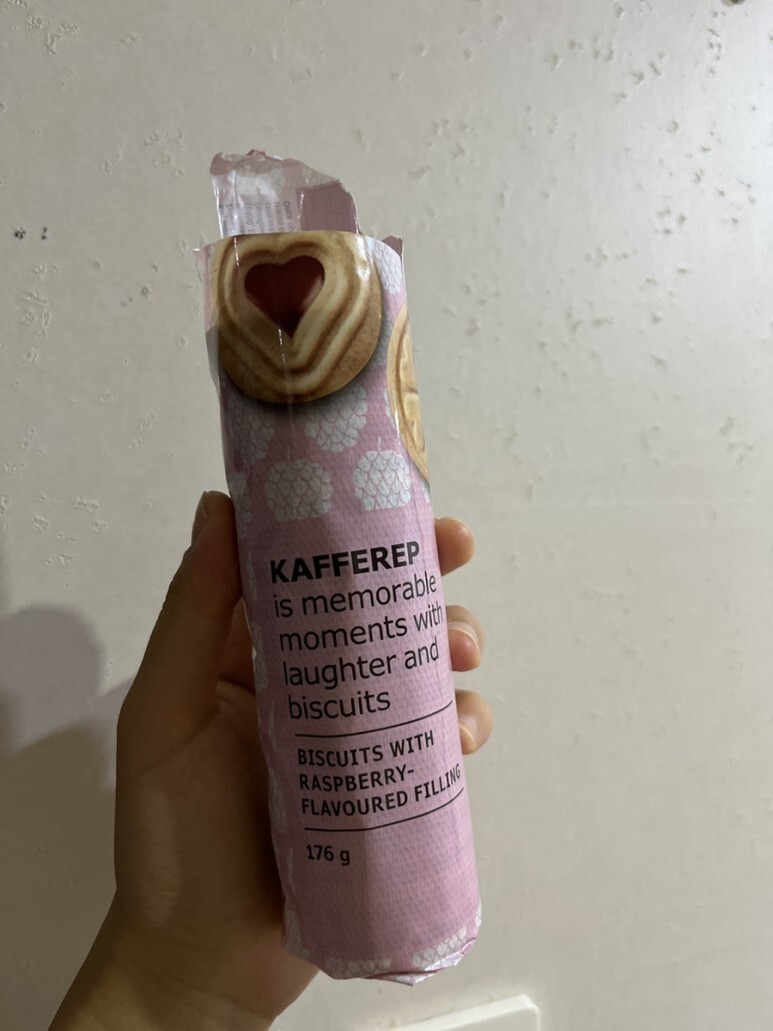 KAFFEREP
is memorable
moments with
laughter and
biscuits
BISCUITS WITH
RASPBERRY-
FLAVOURED FILLING
176 g